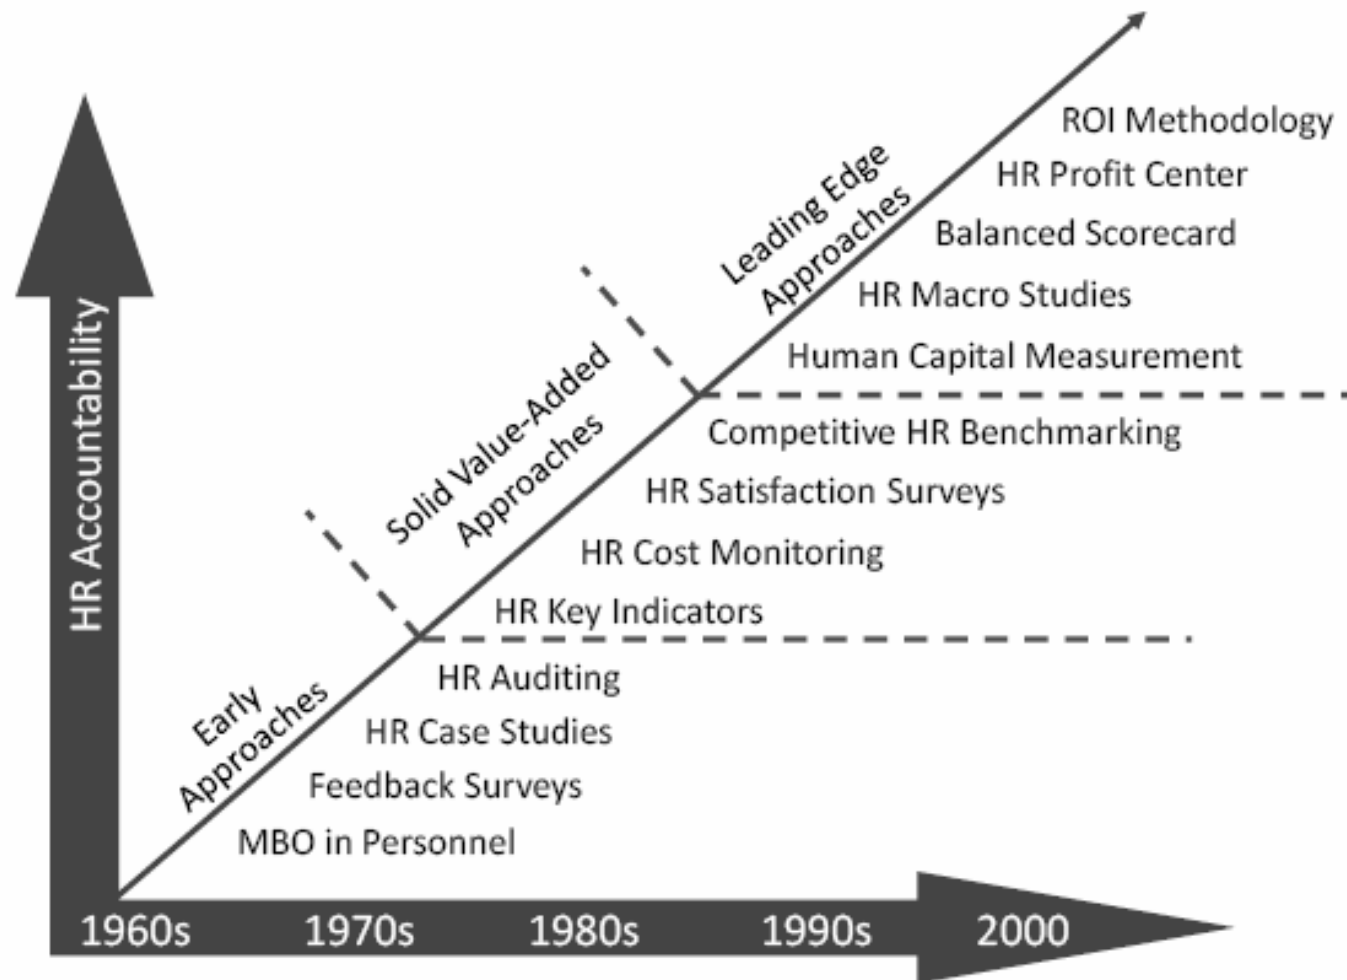 ROI Methodology
HR Profit Center
Balanced Scorecard
HR Macro Studies
Human Capital Measurement
Leading Edge
Approaches
Competitive HR Benchmarking
HR Satisfaction Surveys
HR Cost Monitoring
HR Key Indicators
Solid Value-Added
Approaches
HR Auditing
HR Case Studies
Feedback Surveys
MBO in Personnel
Early
Approaches
HR Accountability
1960s 1970s 1980s 1990s 2000